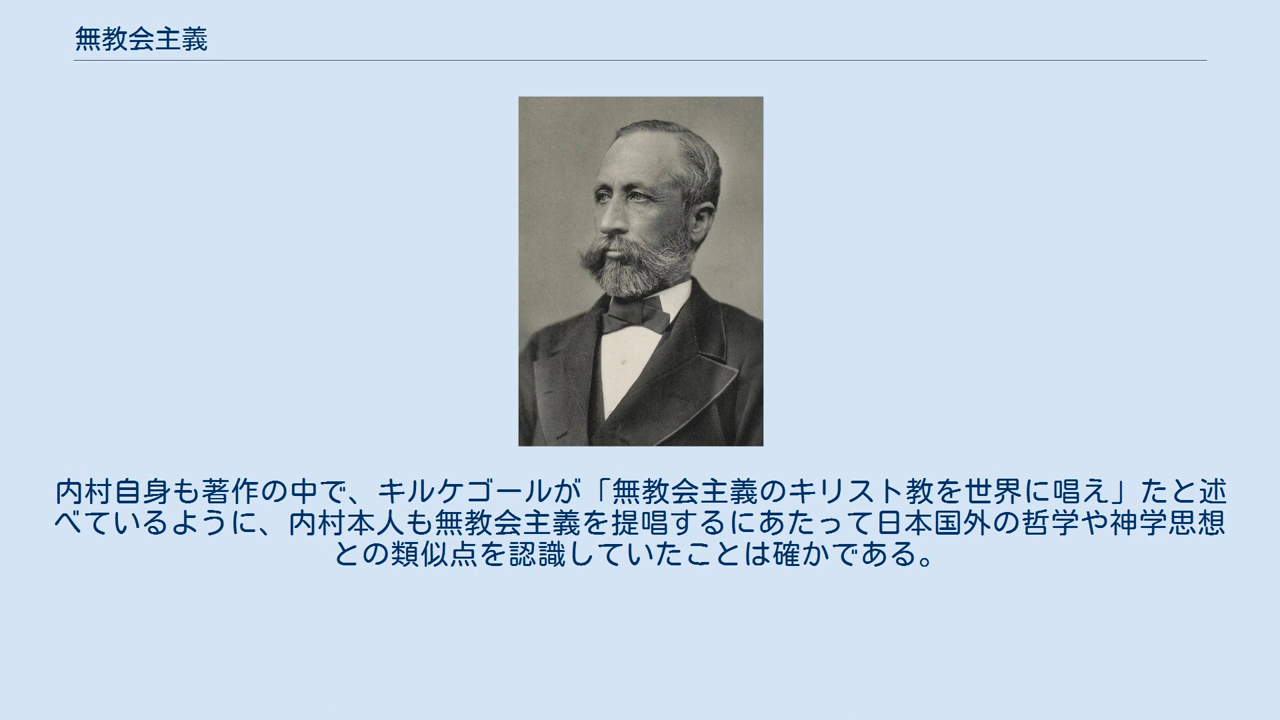 無教会主義
内村自身も著作の中で、キルケゴールが「無教会主義のキリスト教を世界に唱え」たと述
べているように、内村本人も無教会主義を提唱するにあたって日本国外の哲学や神学思想
との類似点を認識していたことは確かである。